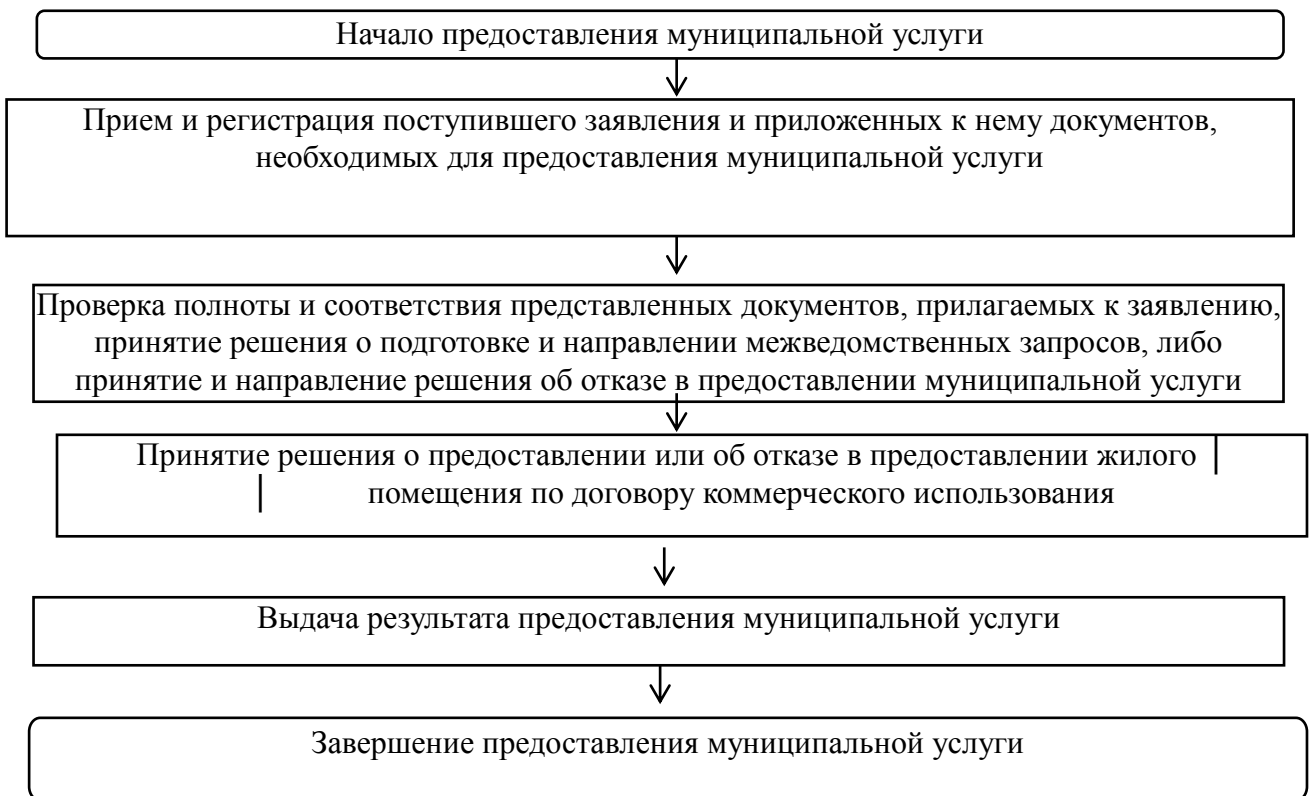 Начало предоставления муниципальной услуги
Прием и регистрация поступившего заявления и приложенных к нему документов,
необходимых для предоставления муниципальной услуги
Проверка полноты и соответствия представленных документов, прилагаемых к заявлению,
принятие решения о подготовке и направлении межведомственных запросов, либо
принятие и направление решения об отказе в предоставлении муниципальной услуги
Принятие решения о предоставлении или об отказе в предоставлении жилого
помещения по договору коммерческого использования
Выдача результата предоставления муниципальной услуги
Завершение предоставления муниципальной услуги